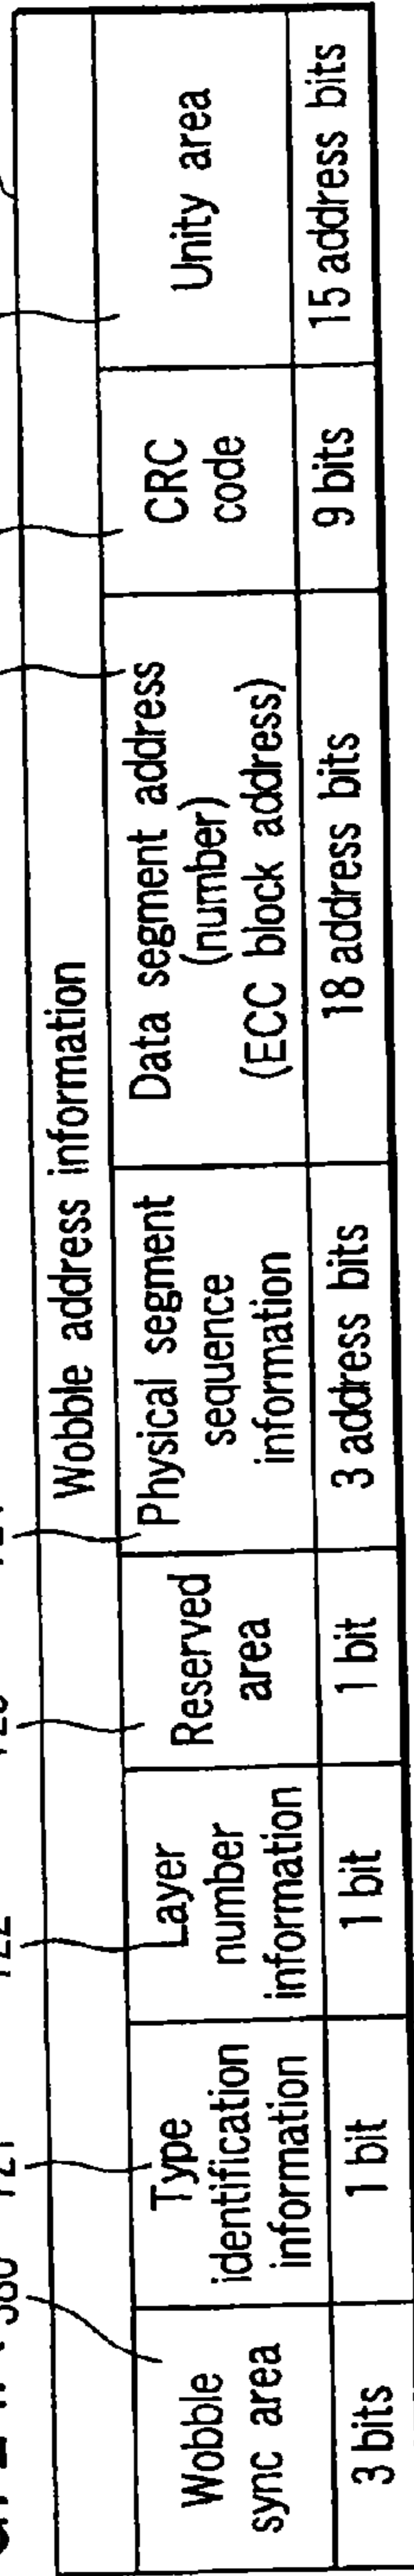 Wobble address information
Wobble
sync area
Type
identification
information
Layer
number
information
Reserved
area
Physical segment
sequence
information
Data segment address
(number)
(ECC block address)
CRC
code
Unity area
3 bits
1 bit
1 bit
1 bit
3 address bits
18 address bits
9 bits
15 address bits